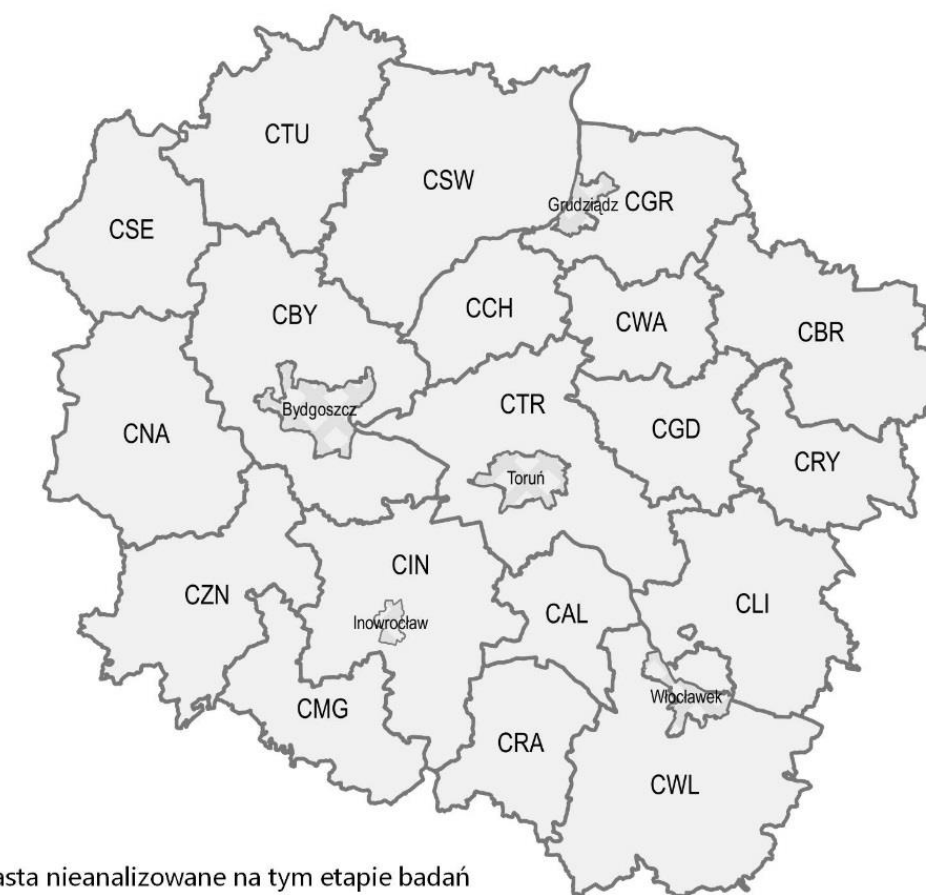 CTU
CSW
Grudziądz
CGR
CSE
CBY
CCH
CWA
CBR
Bydgoszcz
CTR
CNA
CGD
CRY
Toruń
CIN
CZN
CAL
CLI
Inowrocław
CMG
Włocławek
CRA
CWL
asta nieanalizowane na tym etapie badań